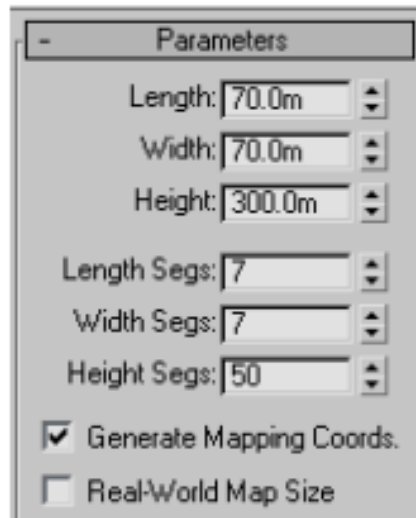 - Parameters
Length: 70.0m
Width: 70.0m
Height: 300.0m
Length Segs: 7
Width Segs: 7
Height Segs: 50
Generate Mapping Coords.
Real-World Map Size